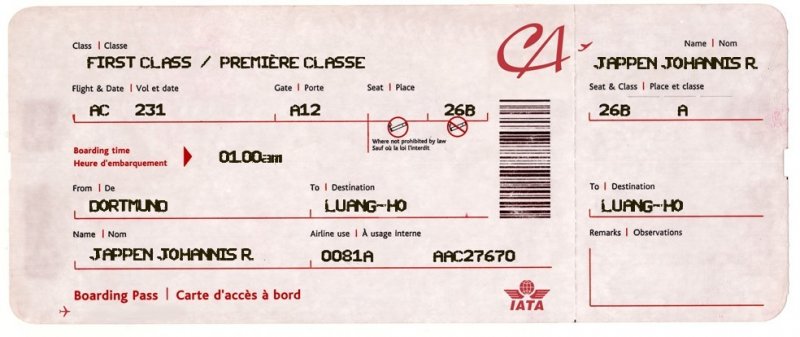 Class | Classe
FIRST CLASS / PREMIÈRE CLASSE
Flight & Date | Vol et date
Gate | Porte
Seat | Place
AC 231
A12
26B
Where not prohibited by law
Sauf où la loi l'interdit
Boarding time
Heure d'embarquement
01.00am
From | De
To | Destination
DORTMUND
LUANG-HO
Name | Nom
Airline use | À usage interne
JAPPEN JOHANNIS R.
0081A
AAC27670
Boarding Pass | Carte d'accès à bord
IATA
CA
Name | Nom
JAPPEN JOHANNIS R.
Seat & Class | Place et classe
26B A
To | Destination
LUANG-HO
Remarks | Observations